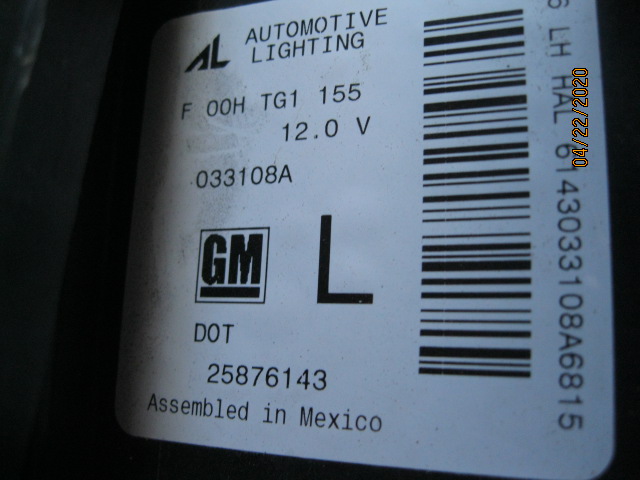 AL AUTOMOTIVE
LIGHTING
F 00H TG1 155
12.0 V
033108A
GM
L
DOT
25876143
Assembled in Mexico
6 LH HAL 6143033108A6815
04/22/2020